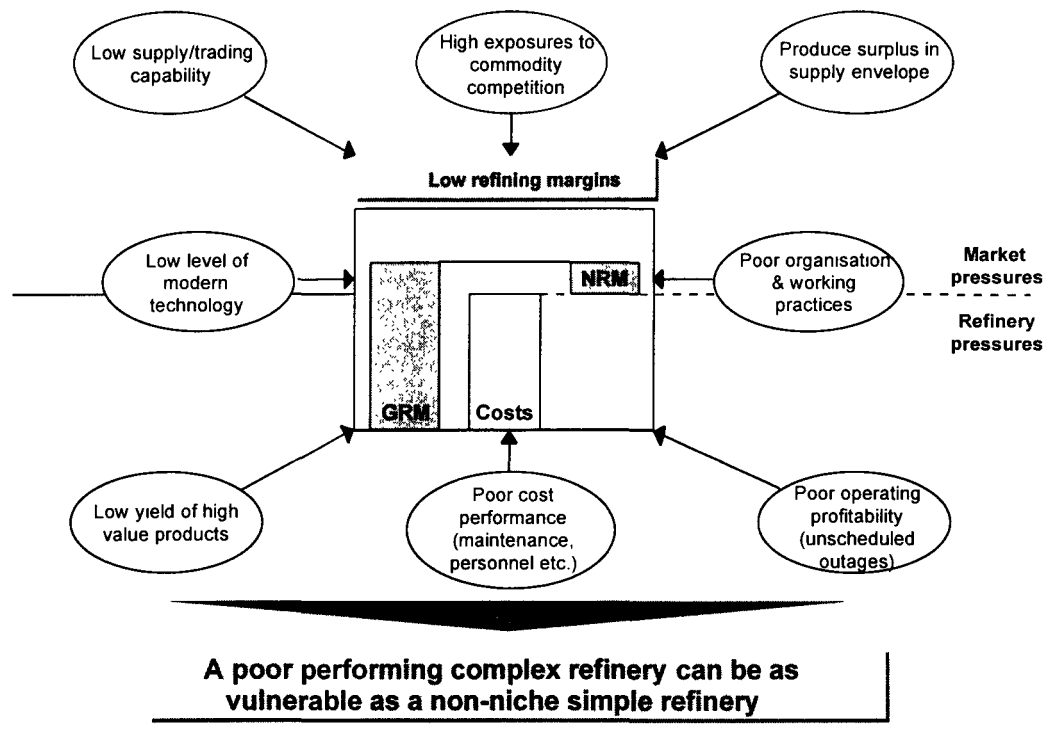 Low supply/trading
capability
High exposures to
commodity
competition
Produce surplus in
supply envelope
Low refining margins
Low level of
modern
technology
NRM
Poor organisation
& working
practices
Market
pressures
Refinery
pressures
GRM
Costs
Low yield of high
value products
Poor cost
performance
(maintenance,
personnel etc.)
Poor operating
profitability
(unscheduled
outages)
A poor performing complex refinery can be as
vulnerable as a non-niche simple refinery